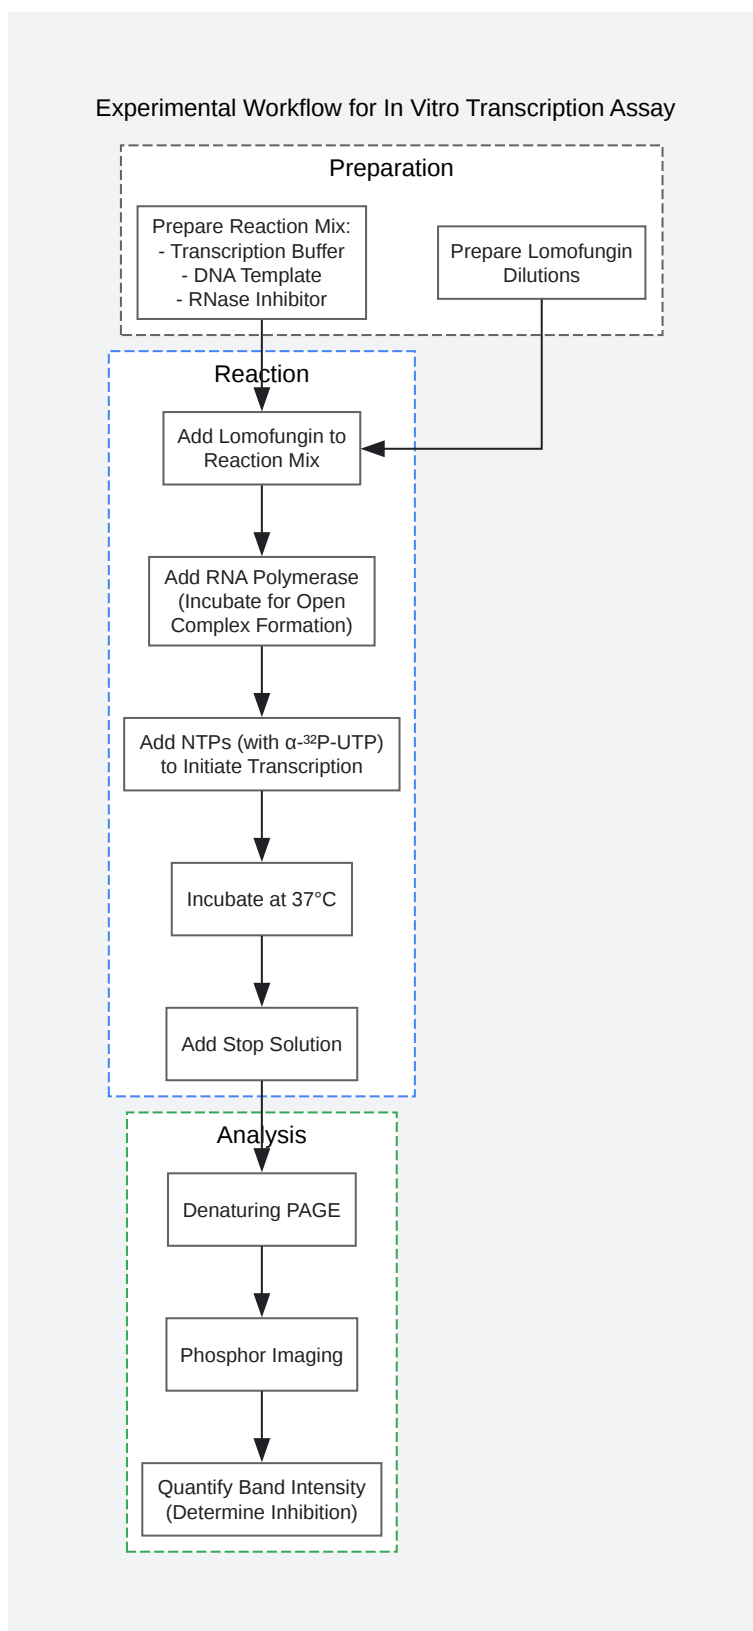 Experimental Workflow for In Vitro Transcription Assay
Preparation
Prepare Reaction Mix:
- Transcription Buffer
- DNA Template
- RNase Inhibitor
Prepare Lomofungin
Dilutions
Reaction
Add Lomofungin to
Reaction Mix
Add RNA Polymerase
(Incubate for Open
Complex Formation)
Add NTPs (with α-³²P-UTP)
to Initiate Transcription
Incubate at 37°C
Add Stop Solution
Analysis
Denaturing PAGE
Phosphor Imaging
Quantify Band Intensity
(Determine Inhibition)